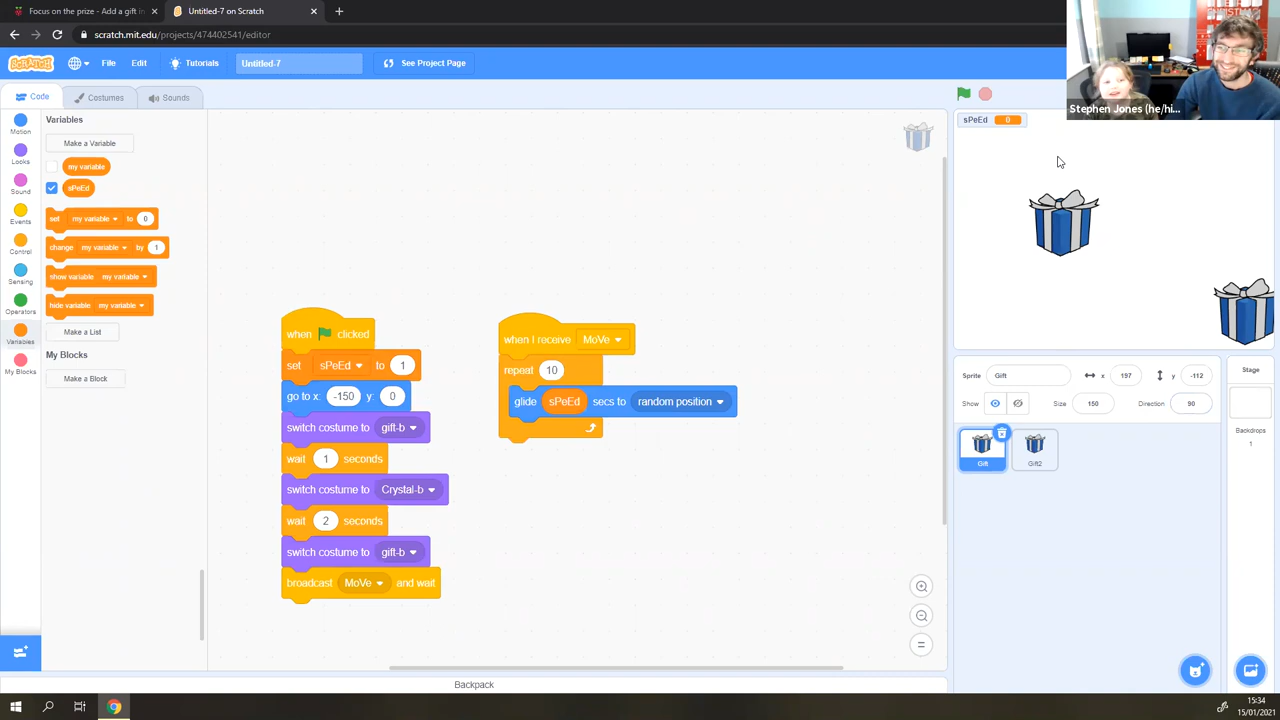 Focus on the prize - Add a gift in
Untitled-7 on Scratch
scratch.mit.edu/projects/474402541/editor
SCRATCH
File
Edit
Tutorials
Untitled-7
See Project Page
Stephen Jones (he/hi...
Code
Costumes
Sounds
Motion
Looks
Sound
Events
Control
Sensing
Operators
Variables
My Blocks
Variables
Make a Variable
my variable
sPeEd
set my variable to 0
change my variable by 1
show variable my variable
hide variable my variable
Make a List
My Blocks
Make a Block
when clicked
set sPeEd to 1
go to x: -150 y: 0
switch costume to gift-b
wait 1 seconds
switch costume to Crystal-b
wait 2 seconds
switch costume to gift-b
broadcast MoVe and wait
when I receive MoVe
repeat 10
glide sPeEd secs to random position
sPeEd 0
Sprite Gift x 197 y -112
Show Size 150 Direction 90
Gift
Gift2
Stage
Backdrops
1
Backpack
15:34
15/01/2021